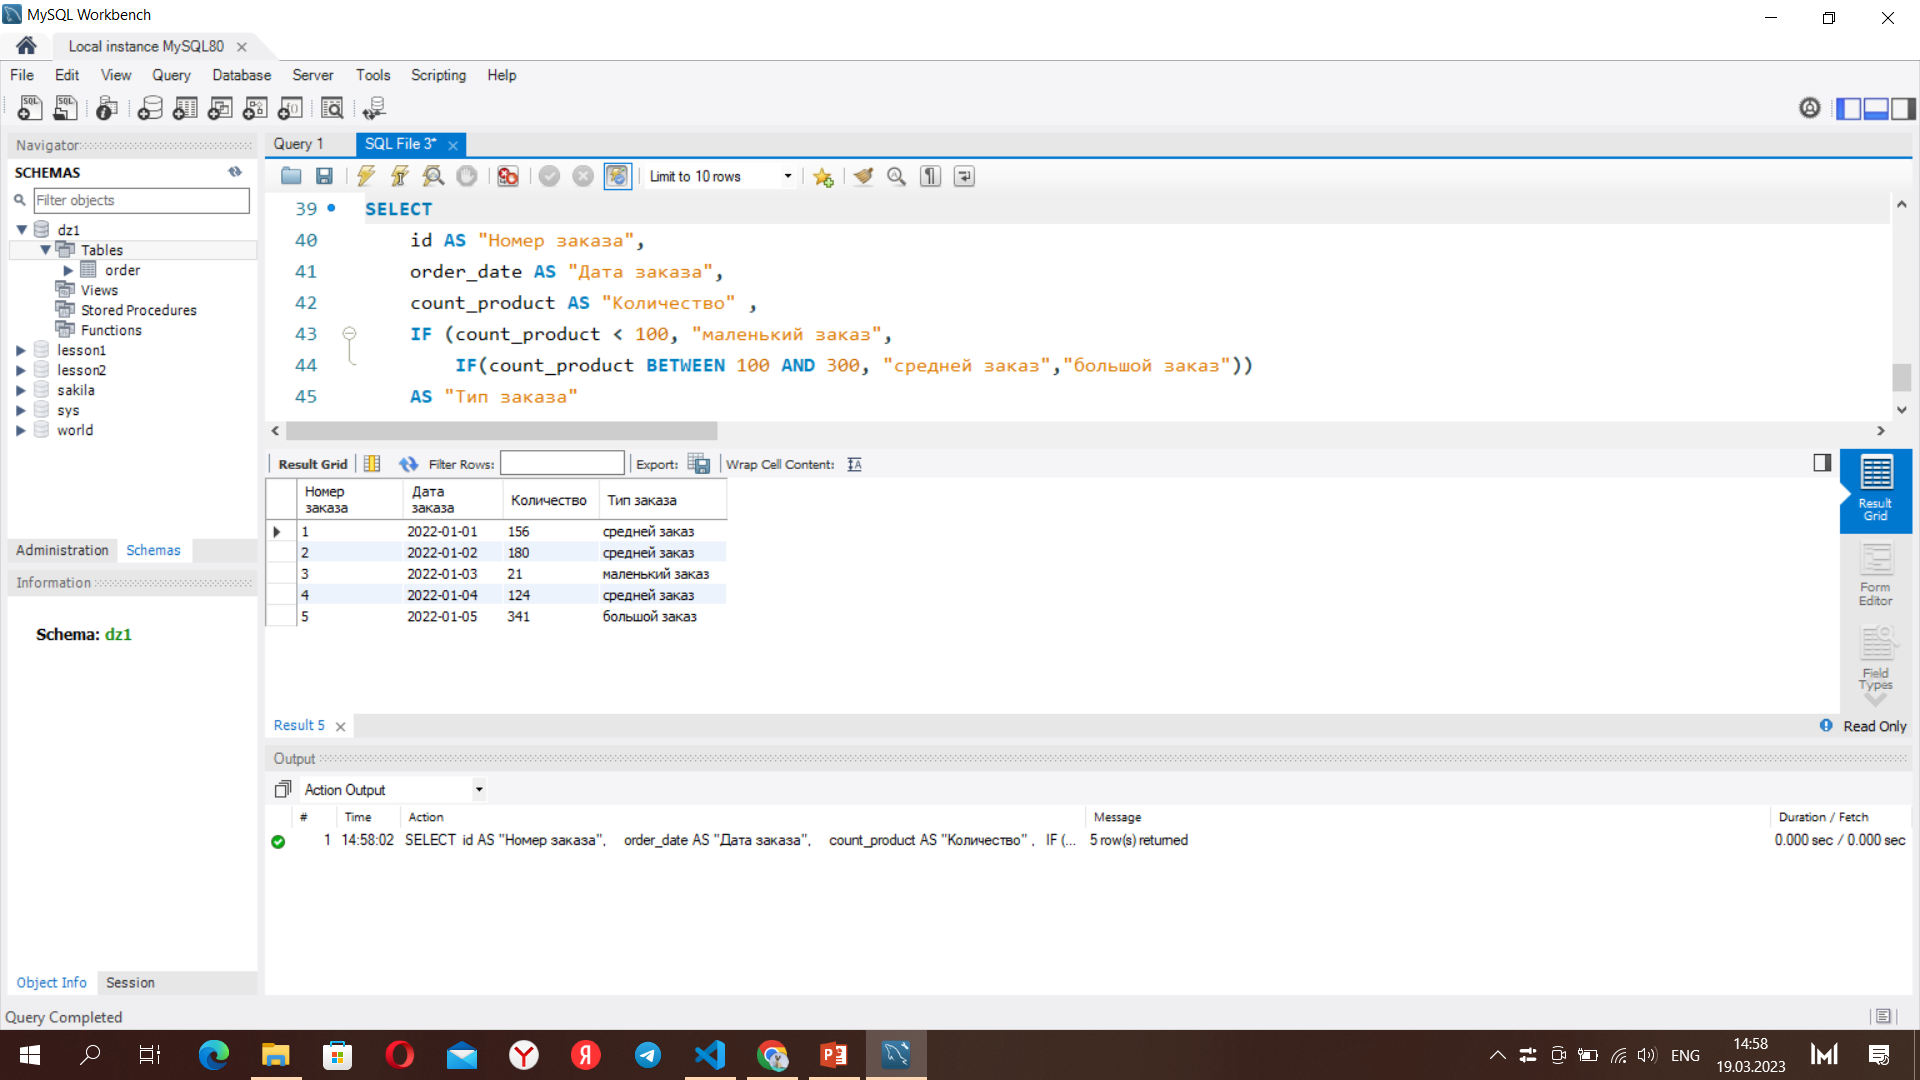 MySQL Workbench
Local instance MySQL80
File Edit View Query Database Server Tools Scripting Help
Navigator
SCHEMAS
Filter objects
dz1
Tables
order
Views
Stored Procedures
Functions
lesson1
lesson2
sakila
sys
world
Administration Schemas
Information
Schema: dz1
Object Info Session
Query 1 SQL File 3*
Limit to 10 rows
39 SELECT
40 id AS "Номер заказа",
41 order_date AS "Дата заказа",
42 count_product AS "Количество" ,
43 IF (count_product < 100, "маленький заказ",
44 IF(count_product BETWEEN 100 AND 300, "средней заказ","большой заказ"))
45 AS "Тип заказа"
Result Grid Filter Rows: Export: Wrap Cell Content:
Номер заказа Дата заказа Количество Тип заказа
1 2022-01-01 156 средней заказ
2 2022-01-02 180 средней заказ
3 2022-01-03 21 маленький заказ
4 2022-01-04 124 средней заказ
5 2022-01-05 341 большой заказ
Result Grid
Form Editor
Field Types
Result 5
Read Only
Output
Action Output
# Time Action Message Duration / Fetch
1 14:58:02 SELECT id AS "Номер заказа", order_date AS "Дата заказа", count_product AS "Количество" , IF (... 5 row(s) returned 0.000 sec / 0.000 sec
Query Completed
ENG
14:58
19.03.2023